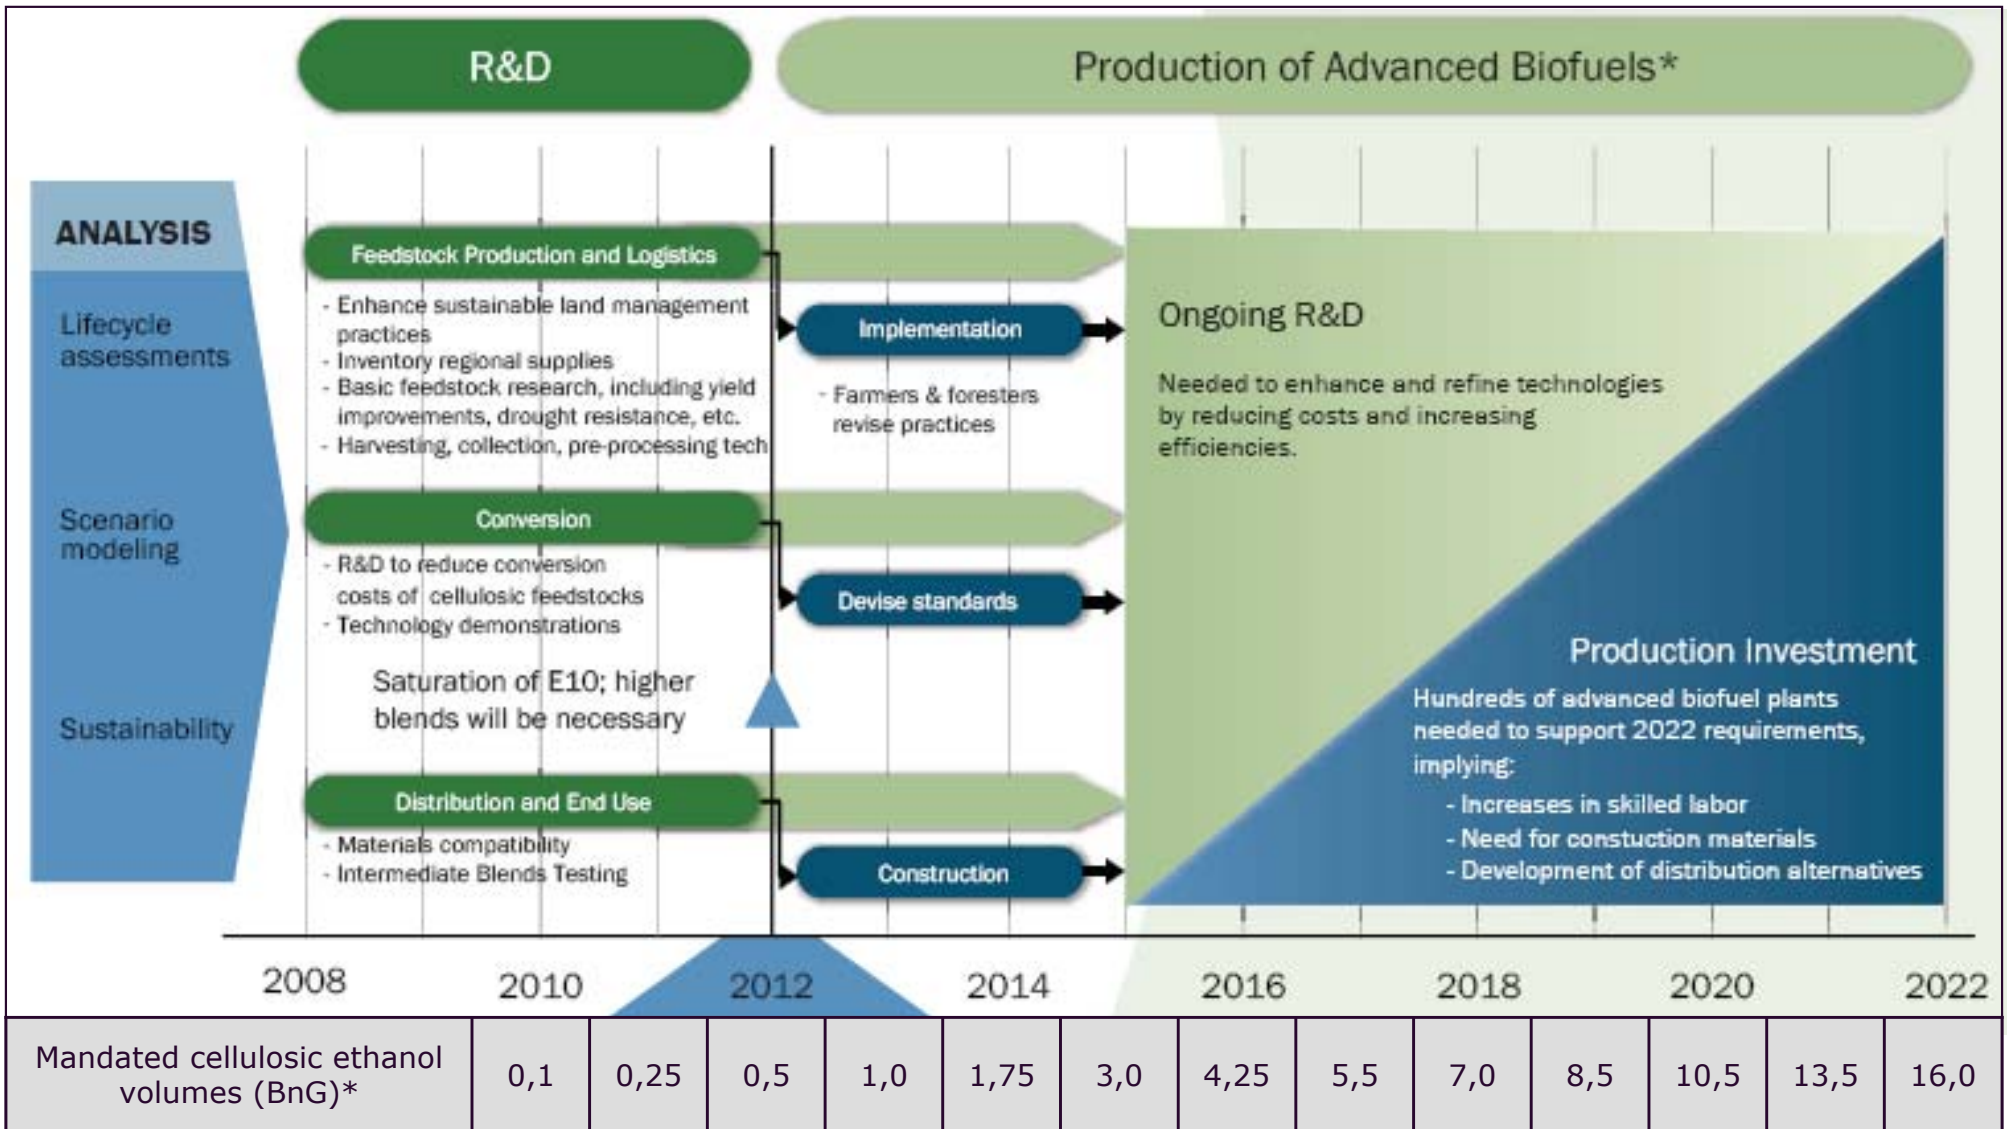 R&D
Production of Advanced Biofuels*
ANALYSIS
Lifecycle
assessments
Scenario
modeling
Sustainability
Feedstock Production and Logistics
- Enhance sustainable land management
practices
- Inventory regional supplies
- Basic feedstock research, including yield
improvements, drought resistance, etc.
- Harvesting, collection, pre-processing tech
Implementation
- Farmers & foresters
revise practices
Conversion
- R&D to reduce conversion
costs of cellulosic feedstocks
- Technology demonstrations
Devise standards
Saturation of E10; higher
blends will be necessary
Distribution and End Use
- Materials compatibility
- Intermediate Blends Testing
Construction
Ongoing R&D
Needed to enhance and refine technologies
by reducing costs and increasing
efficiencies.
Production Investment
Hundreds of advanced biofuel plants
needed to support 2022 requirements,
implying:
- Increases in skilled labor
- Need for constuction materials
- Development of distribution alternatives
2008 2010 2012 2014 2016 2018 2020 2022
Mandated cellulosic ethanol
volumes (BnG)*
0,1 0,25 0,5 1,0 1,75 3,0 4,25 5,5 7,0 8,5 10,5 13,5 16,0